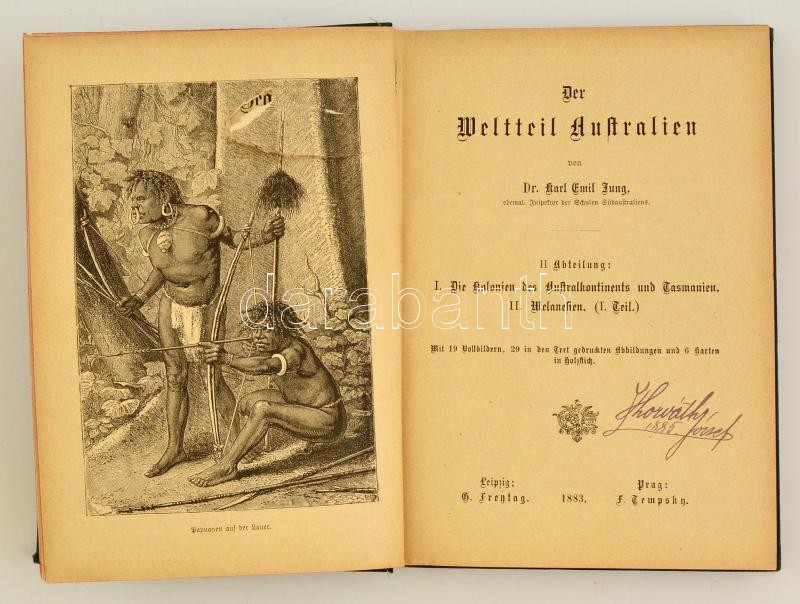 Geo
Papuanen auf der Lauer.
Der
Weltteil Australien
von
Dr. Karl Emil Jung,
ehemal. Inspektor der Schulen Südaustraliens.
II Abteilung:
I. Die Kolonien des Australkontinents und Tasmanien.
II. Melanesien. (I. Teil.)
Mit 19 Vollbildern, 29 in den Text gedruckten Abbildungen und 6 Karten
in Holzstich.
Horváth
1885. József
Leipzig: Prag:
G. Freytag. 1883. F. Tempsky.
darabanth